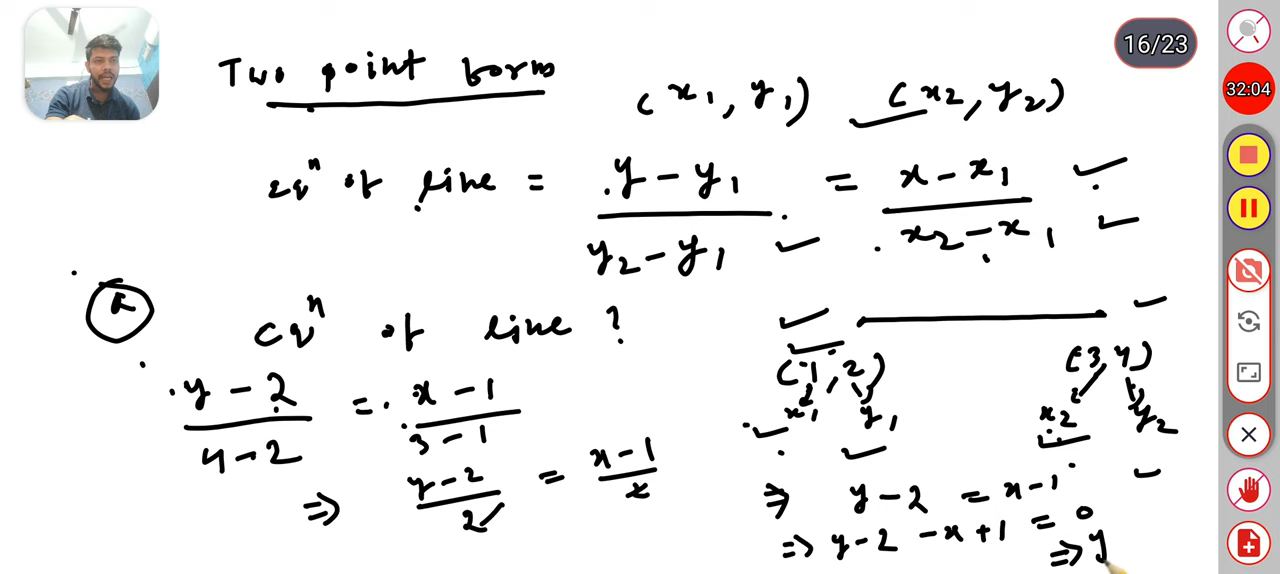 16/23
32:04
Two point form
(x1, y1) (x2, y2)
eqⁿ of line = y - y1 / y2 - y1 = x - x1 / x2 - x1
eqⁿ of line ?
(1, 2) (3, 4)
x1 y1 x2 y2
y - 2 / 4 - 2 = x - 1 / 3 - 1
⇒ y - 2 / 2 = x - 1 / 2
⇒ y - 2 = x - 1
⇒ y - 2 - x + 1 = 0
⇒ y